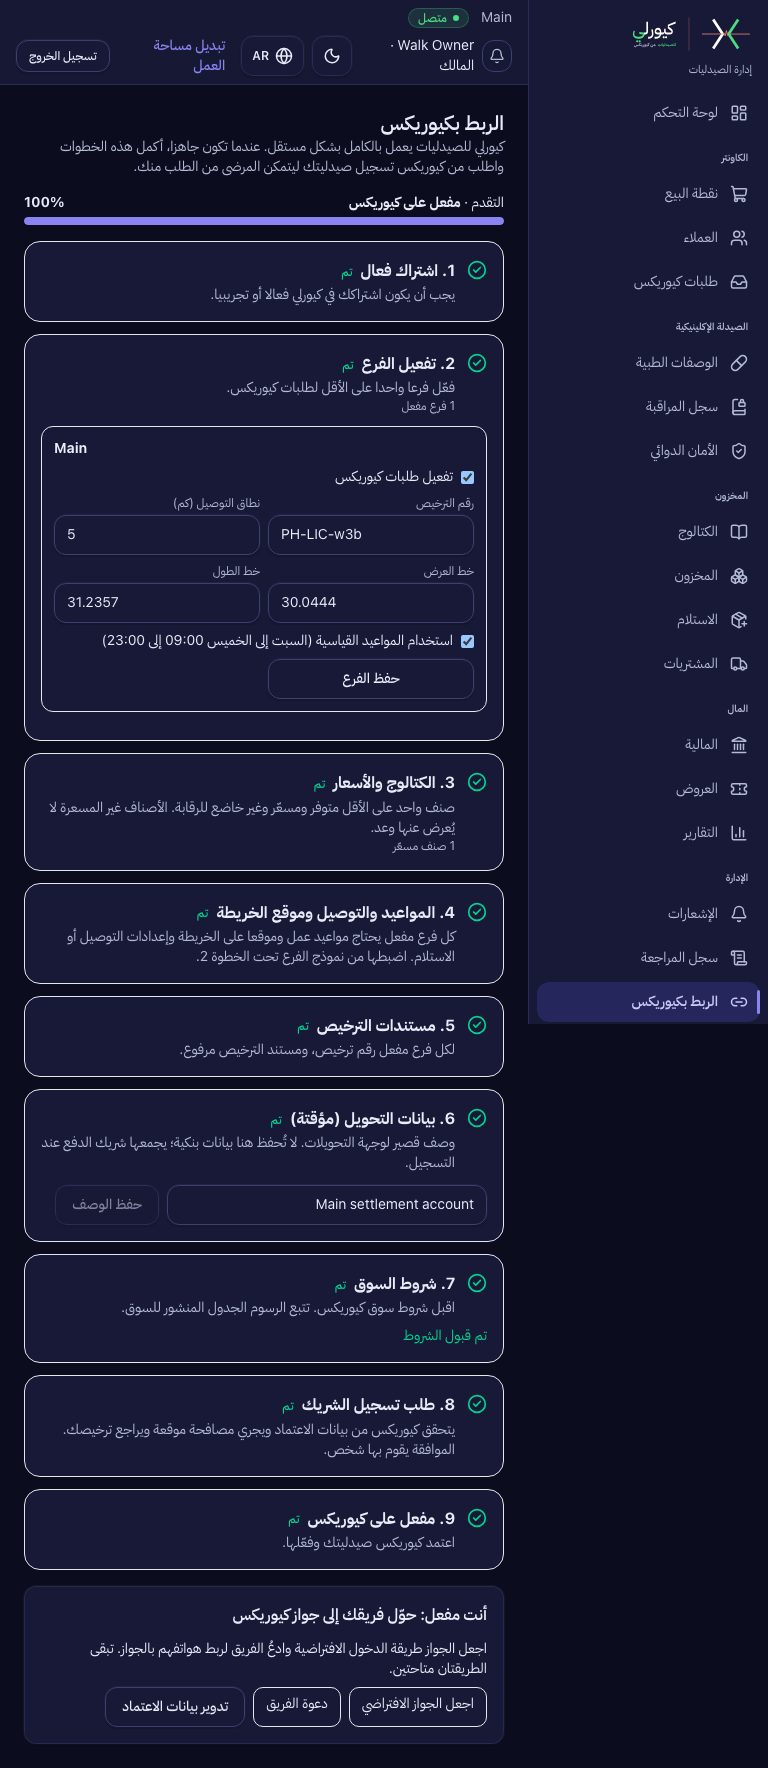 كيورلي
الصيدليات من كيوريكس
إدارة الصيدليات
لوحة التحكم
الكاونتر
نقطة البيع
العملاء
طلبات كيوريكس
الصيدلة الإكلينيكية
الوصفات الطبية
سجل المراقبة
الأمان الدوائي
المخزون
الكتالوج
المخزون
الاستلام
المشتريات
المال
المالية
العروض
التقارير
الإدارة
الإشعارات
سجل المراجعة
الربط بكيوريكس
Main
متصل
Walk Owner ·
المالك
AR
تبديل مساحة
العمل
تسجيل الخروج
الربط بكيوريكس
كيورلي للصيدليات يعمل بالكامل بشكل مستقل. عندما تكون جاهزا، أكمل هذه الخطوات
واطلب من كيوريكس تسجيل صيدليتك ليتمكن المرضى من الطلب منك.
التقدم · مفعل على كيوريكس
100%
1. اشتراك فعال تم
يجب أن يكون اشتراكك في كيورلي فعالا أو تجريبيا.
2. تفعيل الفرع تم
فعّل فرعا واحدا على الأقل لطلبات كيوريكس.
1 فرع مفعل
Main
تفعيل طلبات كيوريكس
رقم الترخيص
نطاق التوصيل (كم)
PH-LIC-w3b
5
خط العرض
خط الطول
30.0444
31.2357
استخدام المواعيد القياسية (السبت إلى الخميس 09:00 إلى 23:00)
حفظ الفرع
3. الكتالوج والأسعار تم
صنف واحد على الأقل متوفر ومسعّر وغير خاضع للرقابة. الأصناف غير المسعرة لا
يُعرض عنها وعد.
1 صنف مسعّر
4. المواعيد والتوصيل وموقع الخريطة تم
كل فرع مفعل يحتاج مواعيد عمل وموقعا على الخريطة وإعدادات التوصيل أو
الاستلام. اضبطها من نموذج الفرع تحت الخطوة 2.
5. مستندات الترخيص تم
لكل فرع مفعل رقم ترخيص، ومستند الترخيص مرفوع.
6. بيانات التحويل (مؤقتة) تم
وصف قصير لوجهة التحويلات. لا تُحفظ هنا بيانات بنكية؛ يجمعها شريك الدفع عند
التسجيل.
Main settlement account
حفظ الوصف
7. شروط السوق تم
اقبل شروط سوق كيوريكس. تتبع الرسوم الجدول المنشور للسوق.
تم قبول الشروط
8. طلب تسجيل الشريك تم
يتحقق كيوريكس من بيانات الاعتماد ويجري مصافحة موقعة ويراجع ترخيصك.
الموافقة يقوم بها شخص.
9. مفعل على كيوريكس تم
اعتمد كيوريكس صيدليتك وفعّلها.
أنت مفعل: حوّل فريقك إلى جواز كيوريكس
اجعل الجواز طريقة الدخول الافتراضية وادعُ الفريق لربط هواتفهم بالجواز. تبقى
الطريقتان متاحتين.
اجعل الجواز الافتراضي
دعوة الفريق
تدوير بيانات الاعتماد